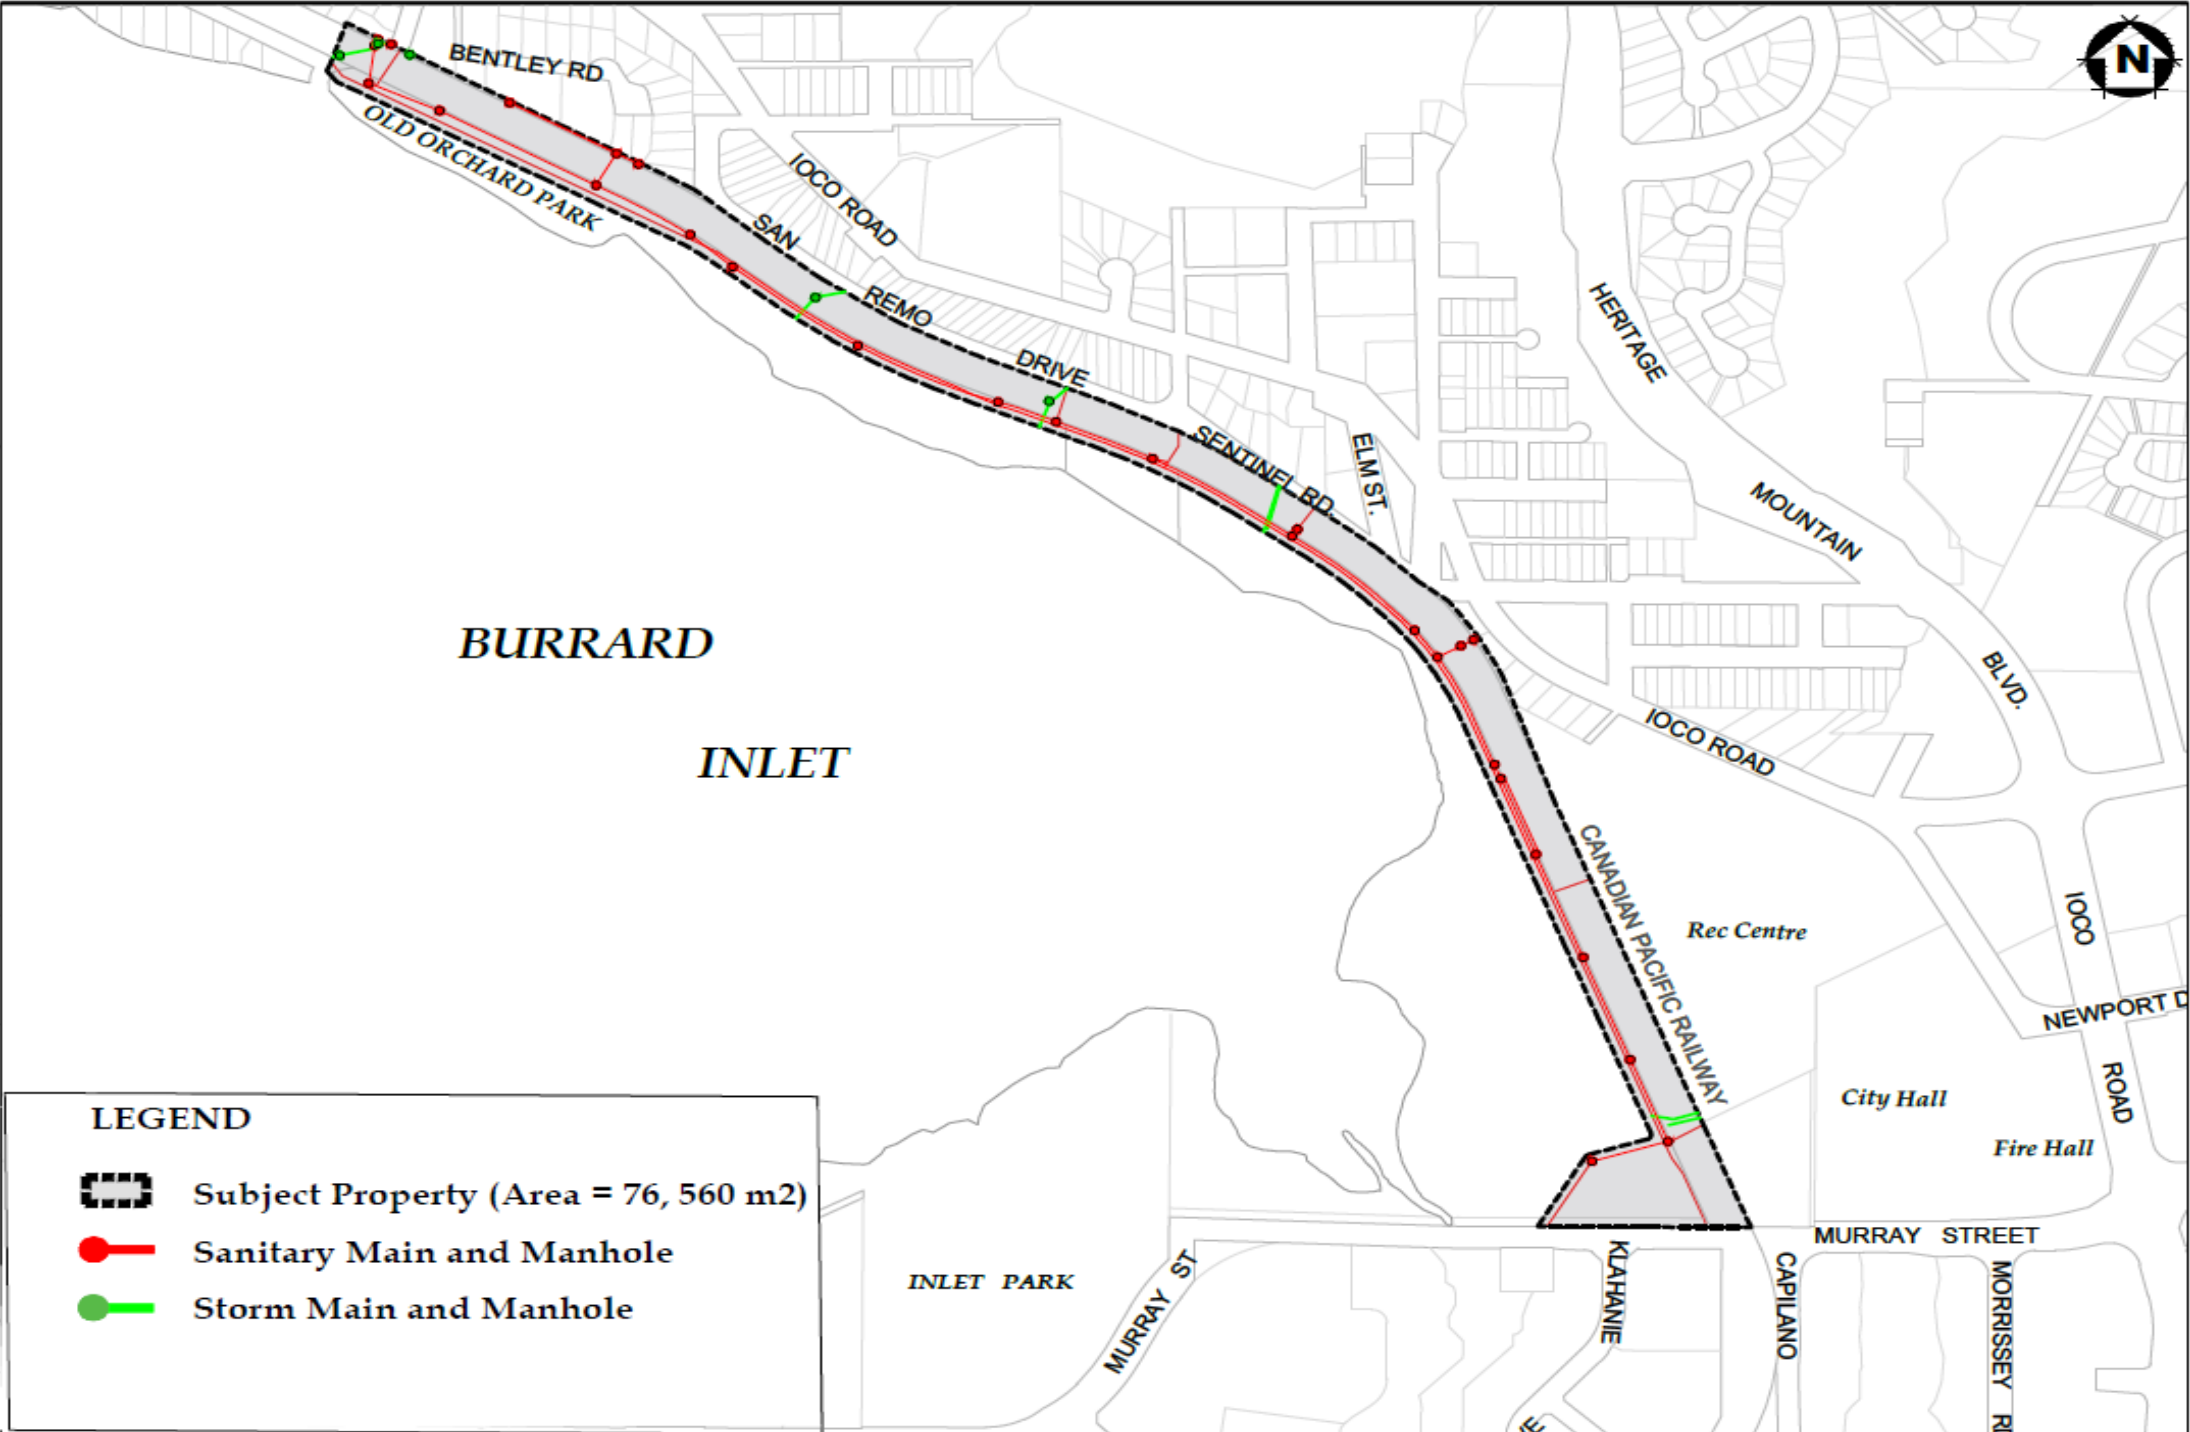 N
BENTLEY RD
OLD ORCHARD PARK
IOCO ROAD
SAN
REMO
DRIVE
SENTINEL RD.
ELM ST.
HERITAGE
MOUNTAIN
BLVD.
BURRARD
INLET
IOCO ROAD
CANADIAN PACIFIC RAILWAY
Rec Centre
IOCO
NEWPORT D
ROAD
City Hall
Fire Hall
MURRAY STREET
INLET PARK
MURRAY ST
KLAHANIE
CAPILANO
MORRISSEY
LEGEND
Subject Property (Area = 76, 560 m2)
Sanitary Main and Manhole
Storm Main and Manhole